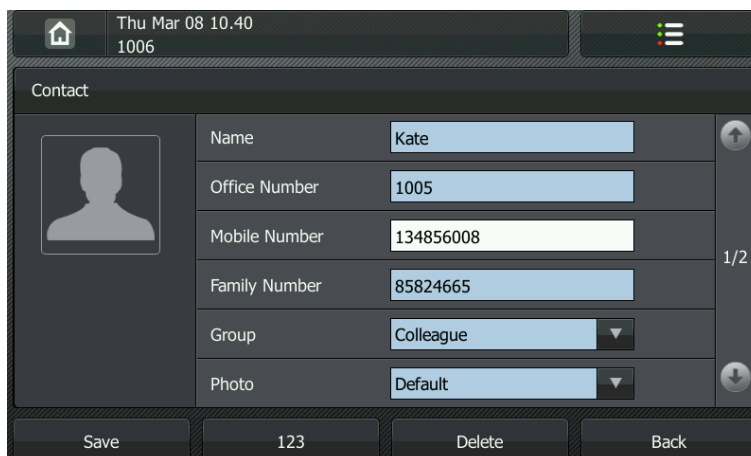 Thu Mar 08 10.40
1006
Contact
Name Kate
Office Number 1005
Mobile Number 134856008
Family Number 85824665
Group Colleague
Photo Default
1/2
Save 123 Delete Back